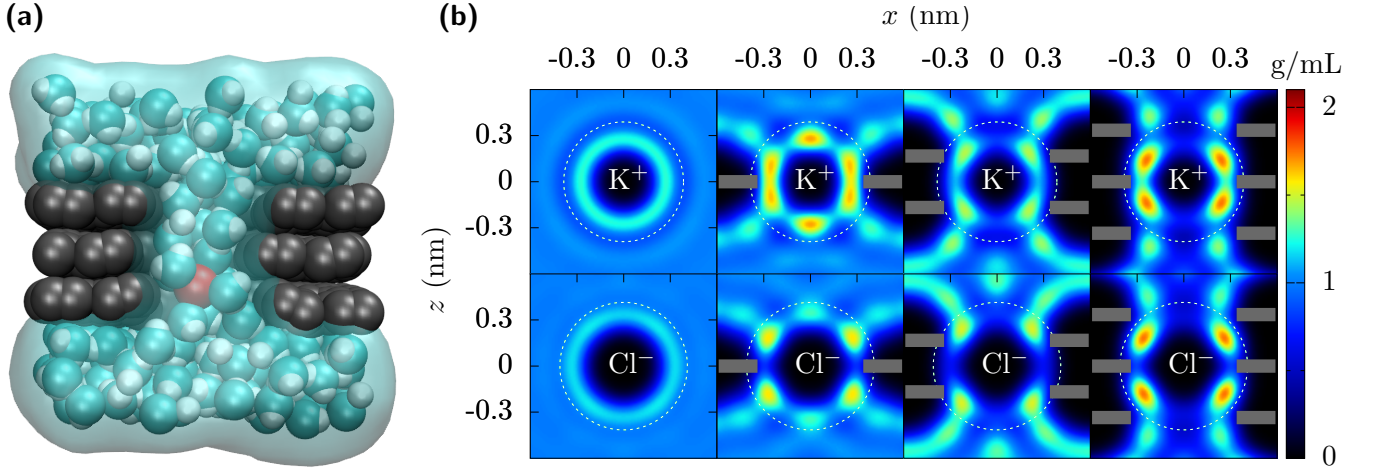 (a)
(b)
x (nm)
-0.3 0 0.3 -0.3 0 0.3 -0.3 0 0.3 -0.3 0 0.3
g/mL
z (nm)
0.3
0
-0.3
K⁺ K⁺ K⁺ K⁺
0.3
0
-0.3
Cl⁻ Cl⁻ Cl⁻ Cl⁻
2
1
0